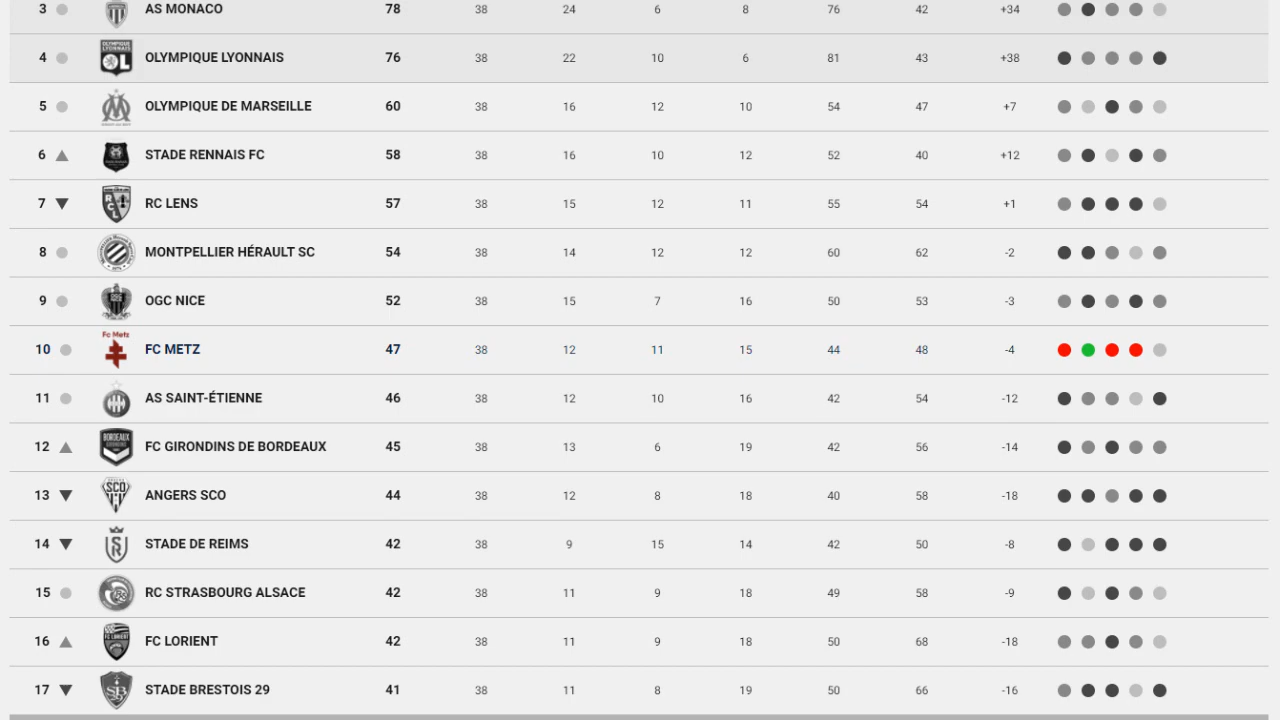 3 AS MONACO 78 38 24 6 8 76 42 +34
4 OLYMPIQUE LYONNAIS 76 38 22 10 6 81 43 +38
5 OLYMPIQUE DE MARSEILLE 60 38 16 12 10 54 47 +7
6 STADE RENNAIS FC 58 38 16 10 12 52 40 +12
7 RC LENS 57 38 15 12 11 55 54 +1
8 MONTPELLIER HÉRAULT SC 54 38 14 12 12 60 62 -2
9 OGC NICE 52 38 15 7 16 50 53 -3
Fc Metz
10 FC METZ 47 38 12 11 15 44 48 -4
11 AS SAINT-ÉTIENNE 46 38 12 10 16 42 54 -12
12 FC GIRONDINS DE BORDEAUX 45 38 13 6 19 42 56 -14
13 ANGERS SCO 44 38 12 8 18 40 58 -18
14 STADE DE REIMS 42 38 9 15 14 42 50 -8
15 RC STRASBOURG ALSACE 42 38 11 9 18 49 58 -9
16 FC LORIENT 42 38 11 9 18 50 68 -18
17 STADE BRESTOIS 29 41 38 11 8 19 50 66 -16